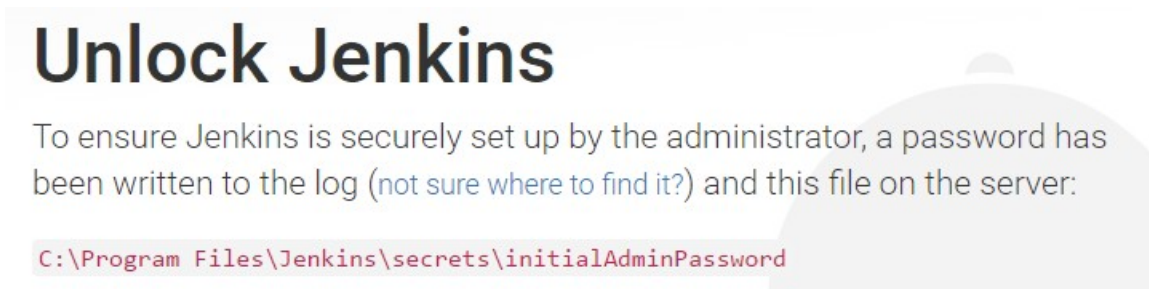 Unlock Jenkins
To ensure Jenkins is securely set up by the administrator, a password has
been written to the log (not sure where to find it?) and this file on the server:
C:\Program Files\Jenkins\secrets\initialAdminPassword